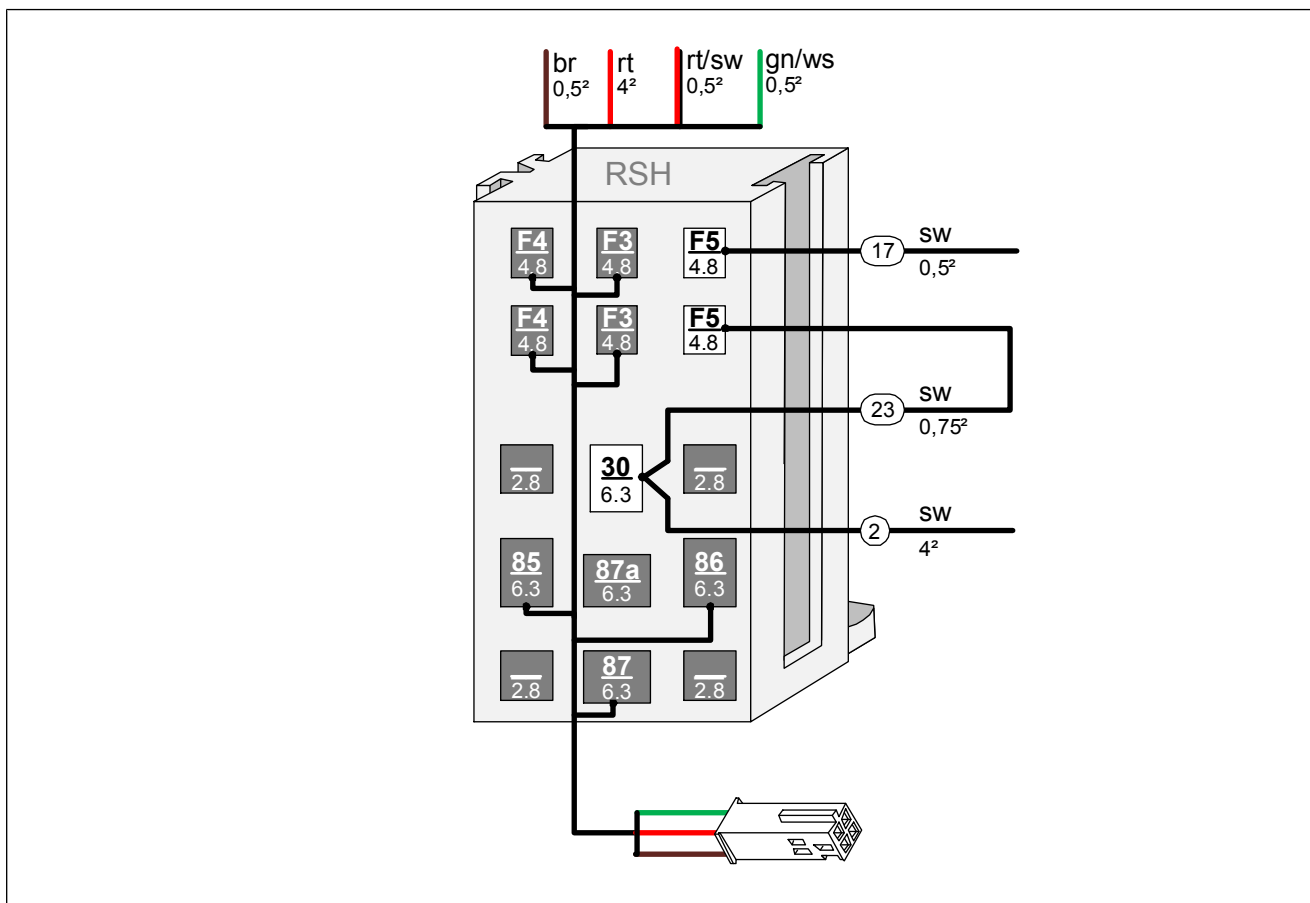 br rt rt/sw gn/ws
0,5² 4² 0,5² 0,5²
RSH
F4 F3 F5
4.8 4.8 4.8
17
sw
0,5²
F4 F3 F5
4.8 4.8 4.8
23
sw
0,75²
2.8
30
6.3
2.8
2
sw
4²
85 87a 86
6.3 6.3 6.3
2.8
87
6.3
2.8